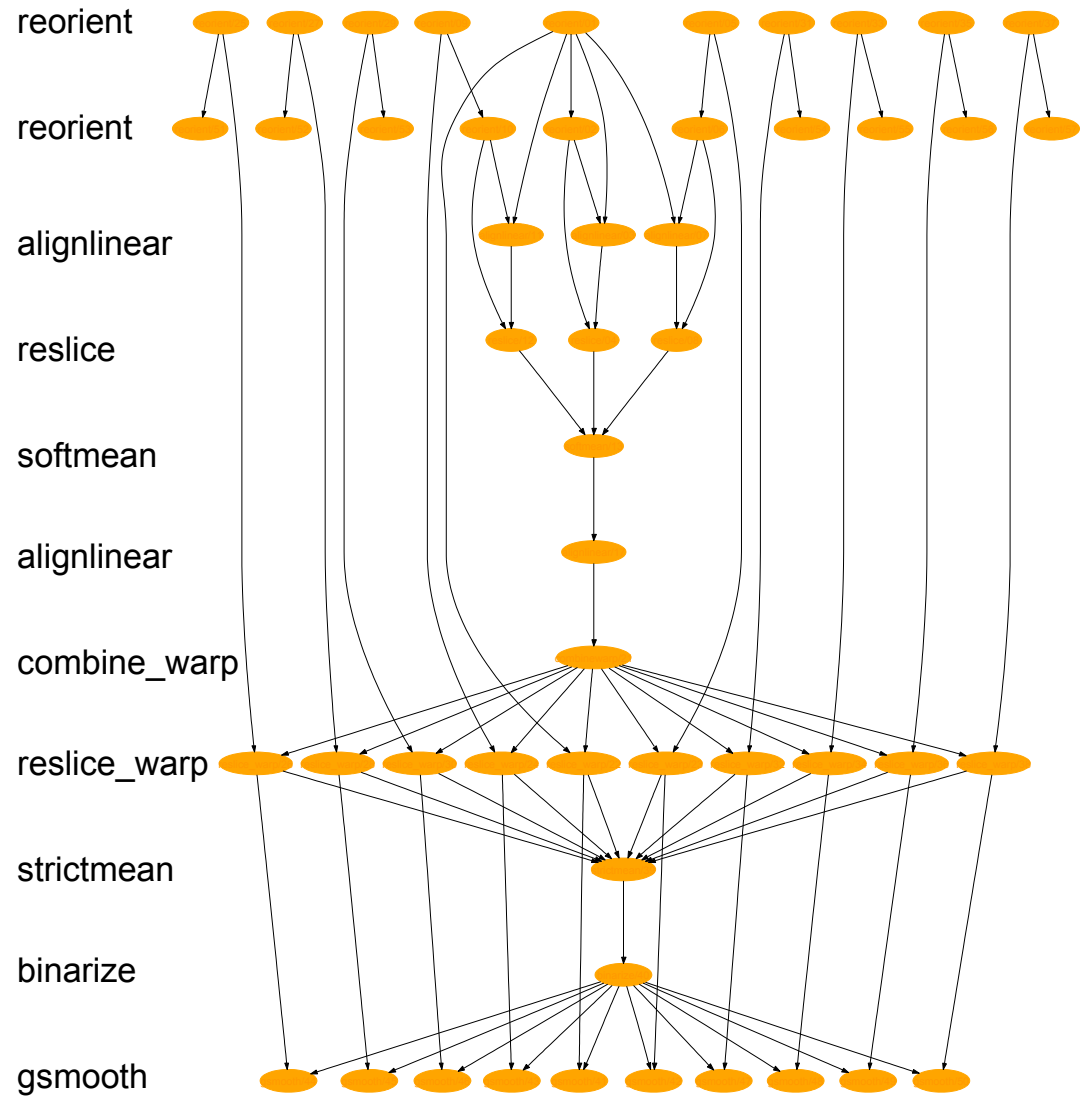 reorient
reorient
alignlinear
reslice
softmean
alignlinear
combine_warp
reslice_warp
strictmean
binarize
gsmooth